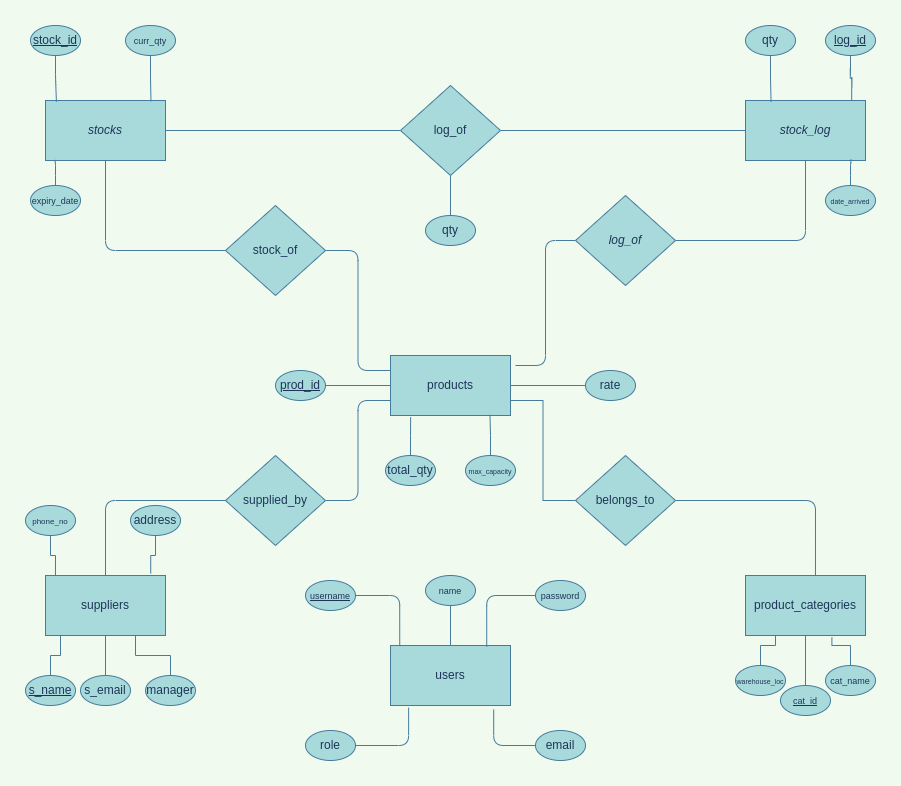 stock_id
curr_qty
qty
log_id
stocks
log_of
stock_log
expiry_date
date_arrived
qty
stock_of
log_of
prod_id
products
rate
total_qty
max_capacity
supplied_by
belongs_to
phone_no
address
username
name
password
suppliers
product_categories
users
s_name
s_email
manager
warehouse_loc
cat_name
cat_id
role
email